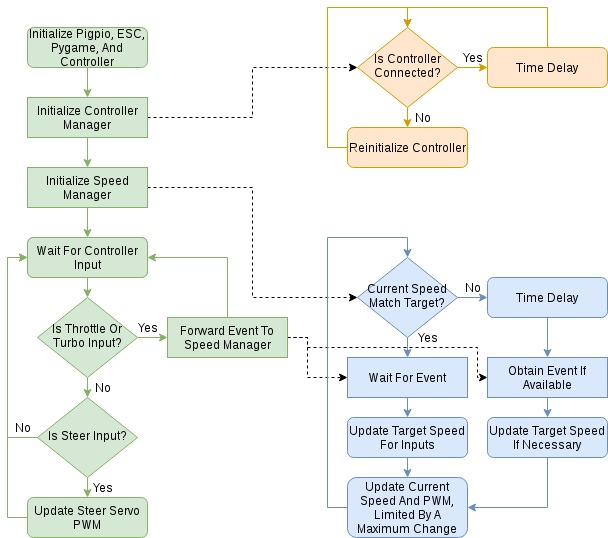 Initialize Pigpio, ESC,
Pygame, And
Controller
Initialize Controller
Manager
Initialize Speed
Manager
Wait For Controller
Input
Is Throttle Or
Turbo Input?
Yes
Forward Event To
Speed Manager
No
Is Steer Input?
No
Yes
Update Steer Servo
PWM
Is Controller
Connected?
Yes
Time Delay
No
Reinitialize Controller
Current Speed
Match Target?
No
Time Delay
Yes
Wait For Event
Obtain Event If
Available
Update Target Speed
For Inputs
Update Target Speed
If Necessary
Update Current
Speed And PWM,
Limited By A
Maximum Change